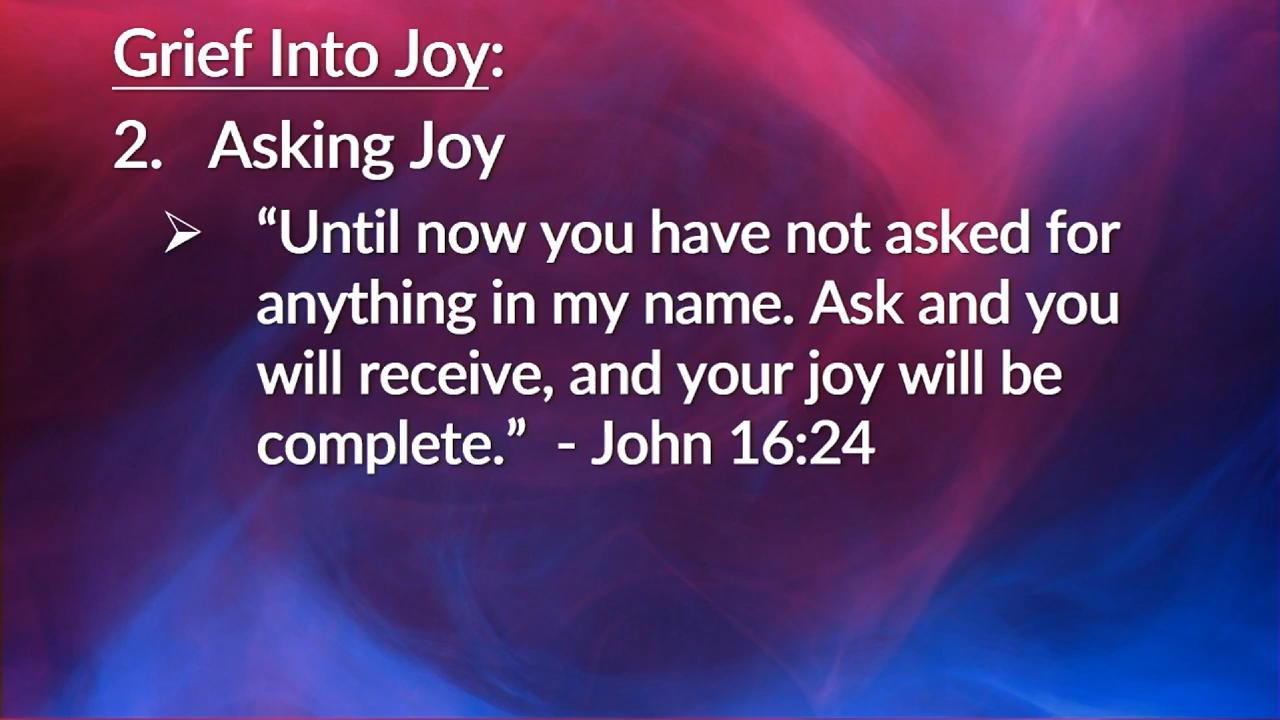 Grief Into Joy:
2. Asking Joy
➢ “Until now you have not asked for
anything in my name. Ask and you
will receive, and your joy will be
complete.” - John 16:24